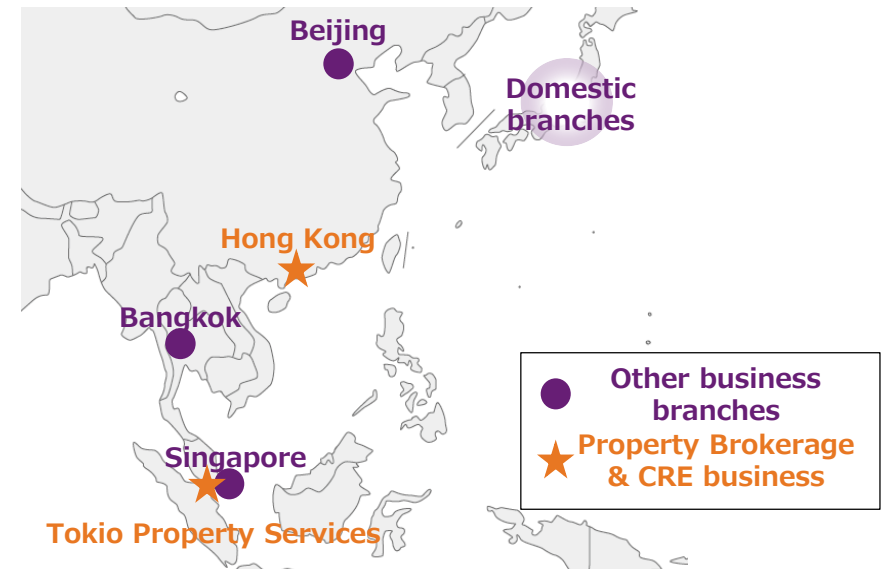 Beijing
Domestic
branches
Hong Kong
Bangkok
Other business
branches
Property Brokerage
& CRE business
Singapore
Tokio Property Services